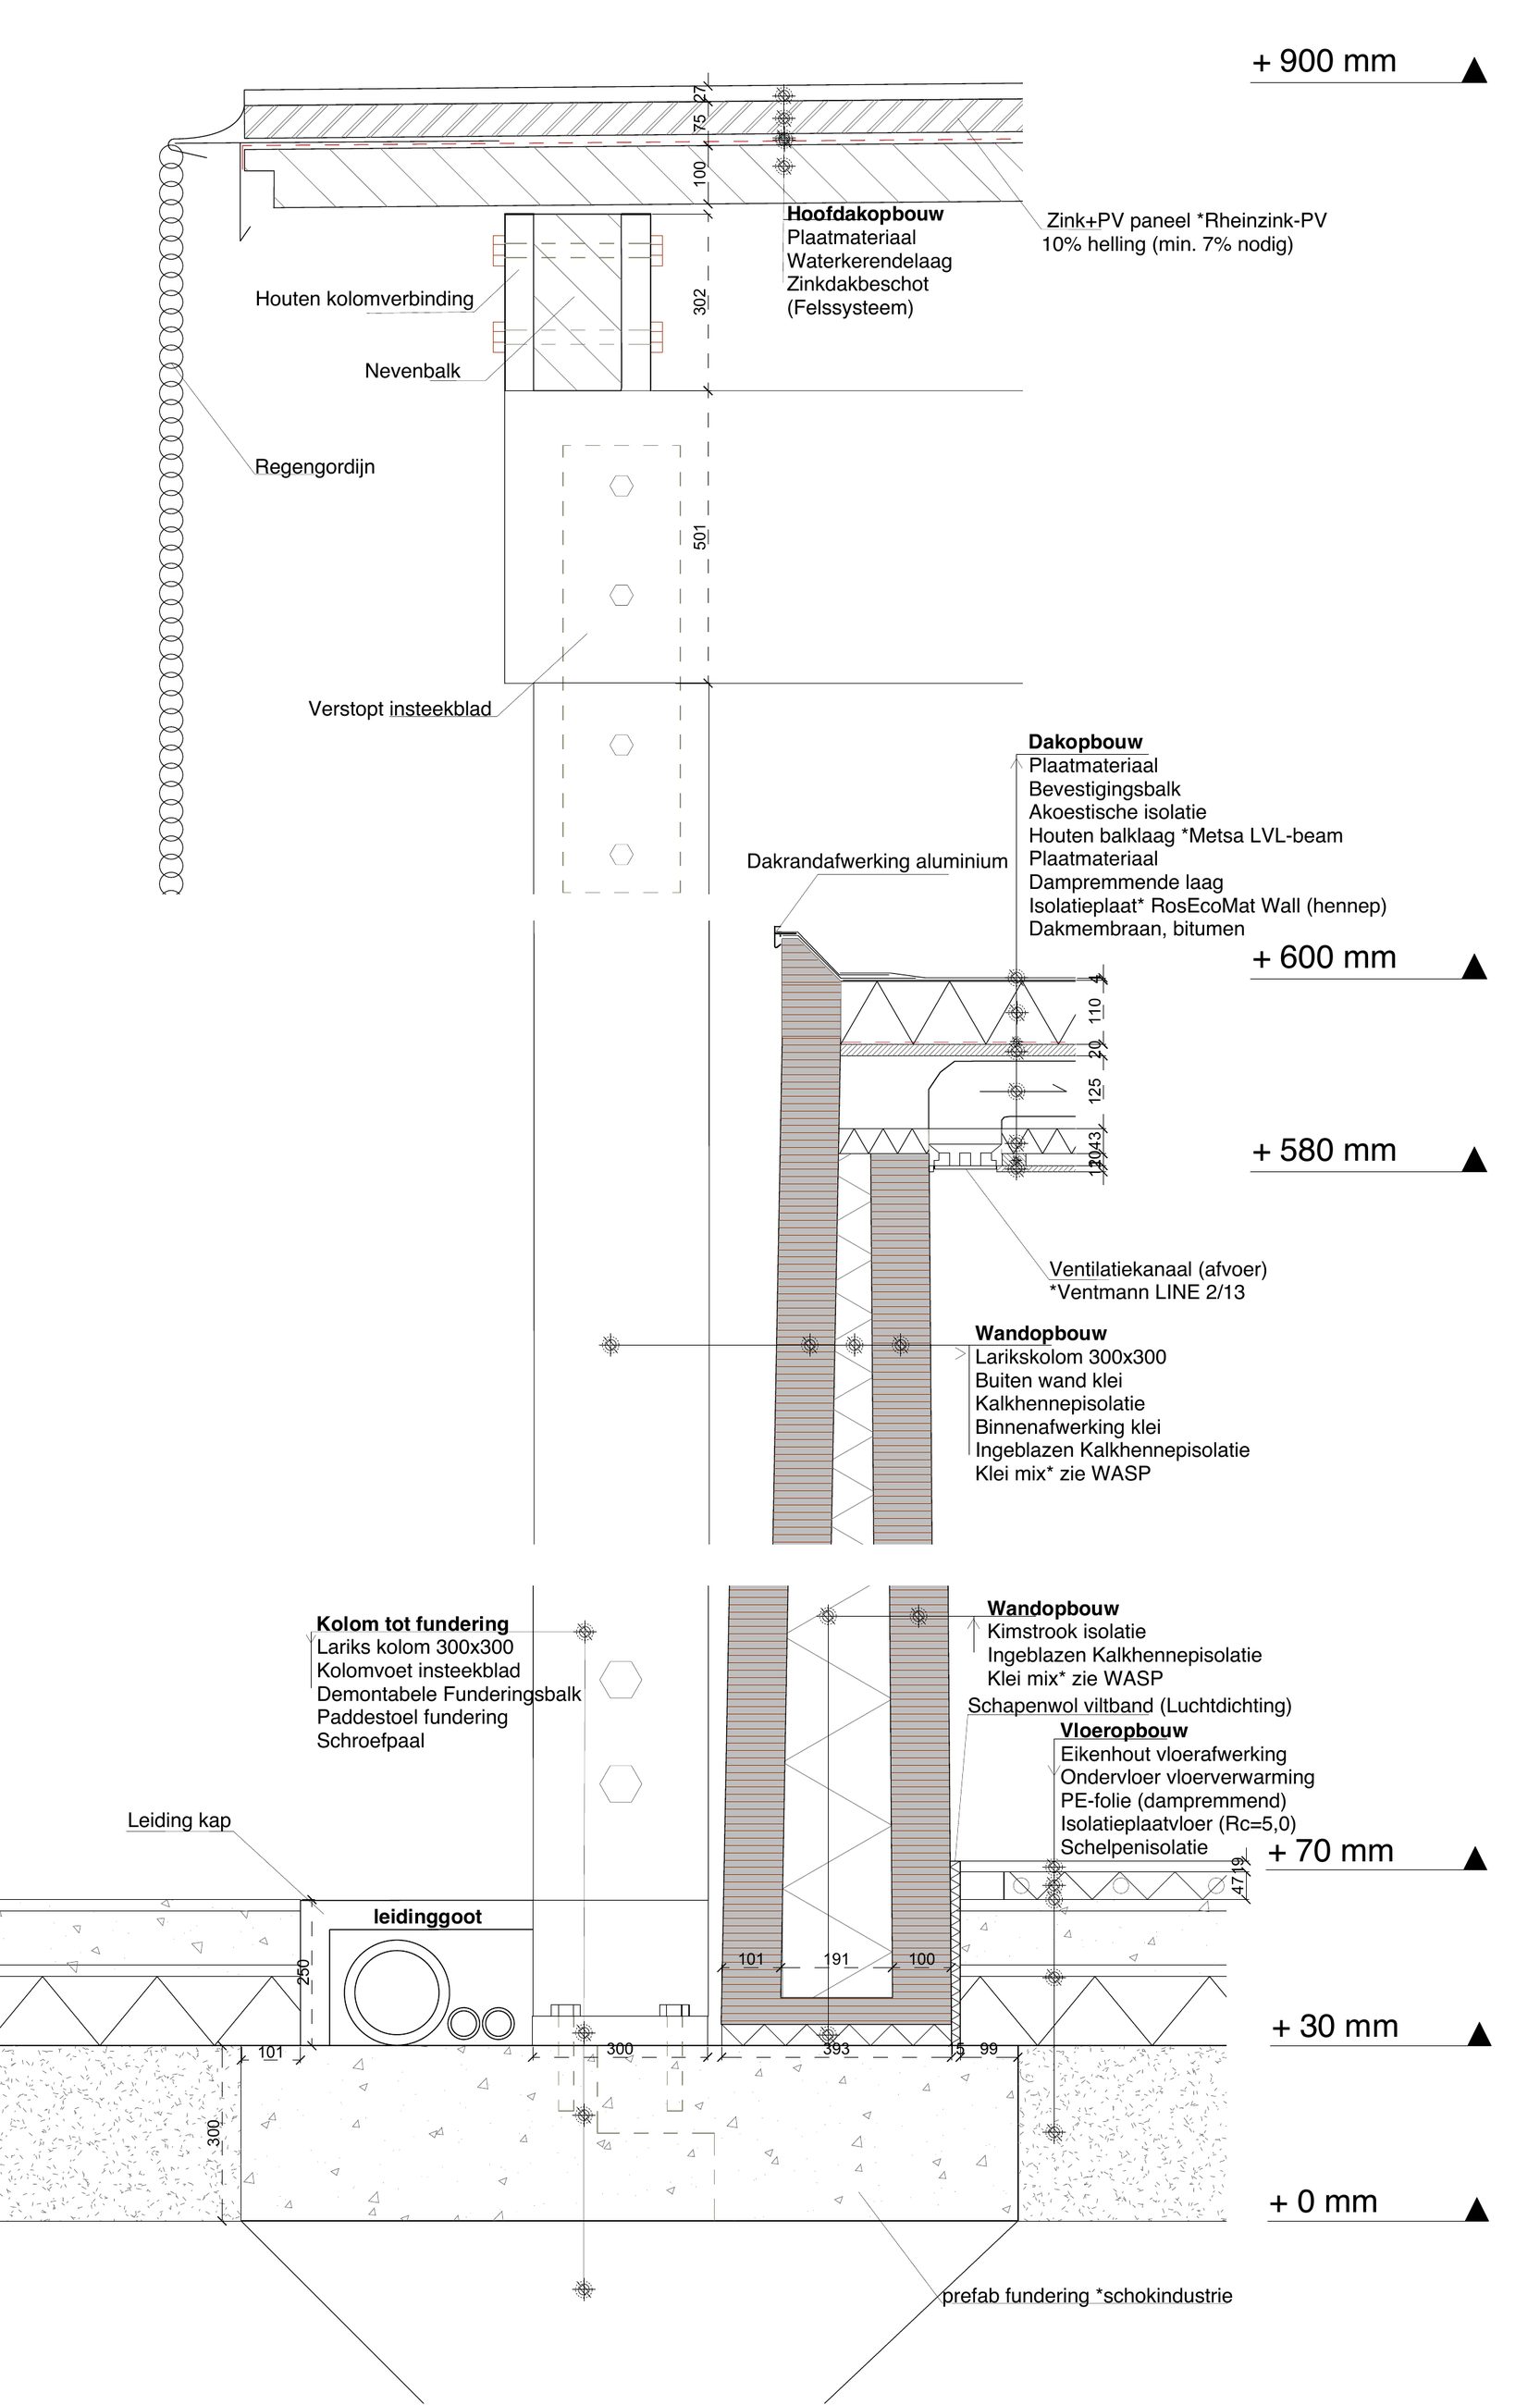 + 900 mm
27
75
100
Hoofdakopbouw
Plaatmateriaal
Waterkerendelaag
Zinkdakbeschot
(Felssysteem)
Zink+PV paneel *Rheinzink-PV
10% helling (min. 7% nodig)
Houten kolomverbinding
302
Nevenbalk
Regengordijn
501
Verstopt insteekblad
Dakopbouw
Plaatmateriaal
Bevestigingsbalk
Akoestische isolatie
Houten balklaag *Metsa LVL-beam
Plaatmateriaal
Dampremmende laag
Isolatieplaat* RosEcoMat Wall (hennep)
Dakmembraan, bitumen
Dakrandafwerking aluminium
+ 600 mm
4
110
20
125
43
+ 580 mm
Ventilatiekanaal (afvoer)
*Ventmann LINE 2/13
Wandopbouw
Larikskolom 300x300
Buiten wand klei
Kalkhennepisolatie
Binnenafwerking klei
Ingeblazen Kalkhennepisolatie
Klei mix* zie WASP
Kolom tot fundering
Lariks kolom 300x300
Kolomvoet insteekblad
Demontabele Funderingsbalk
Paddestoel fundering
Schroefpaal
Wandopbouw
Kimstrook isolatie
Ingeblazen Kalkhennepisolatie
Klei mix* zie WASP
Schapenwol viltband (Luchtdichting)
Vloeropbouw
Eikenhout vloerafwerking
Ondervloer vloerverwarming
PE-folie (dampremmend)
Isolatieplaatvloer (Rc=5,0)
Schelpenisolatie
Leiding kap
+ 70 mm
19
47
leidinggoot
250
101
191
100
+ 30 mm
101
300
393
5
99
300
+ 0 mm
prefab fundering *schokindustrie